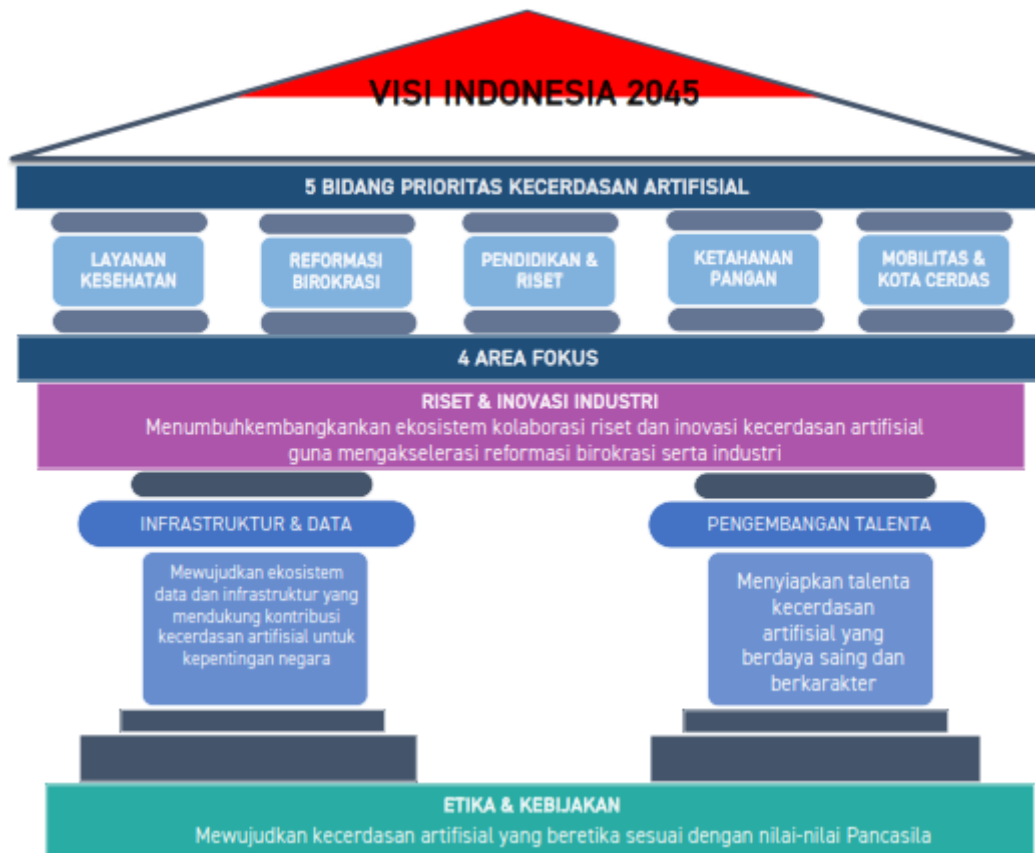 VISI INDONESIA 2045
5 BIDANG PRIORITAS KECERDASAN ARTIFISIAL
LAYANAN
KESEHATAN
REFORMASI
BIROKRASI
PENDIDIKAN &
RISET
KETAHANAN
PANGAN
MOBILITAS &
KOTA CERDAS
4 AREA FOKUS
RISET & INOVASI INDUSTRI
Menumbuhkembangkankan ekosistem kolaborasi riset dan inovasi kecerdasan artifisial
guna mengakselerasi reformasi birokrasi serta industri
INFRASTRUKTUR & DATA
Mewujudkan ekosistem
data dan infrastruktur yang
mendukung kontribusi
kecerdasan artifisial untuk
kepentingan negara
PENGEMBANGAN TALENTA
Menyiapkan talenta
kecerdasan
artifisial yang
berdaya saing dan
berkarakter
ETIKA & KEBIJAKAN
Mewujudkan kecerdasan artifisial yang beretika sesuai dengan nilai-nilai Pancasila